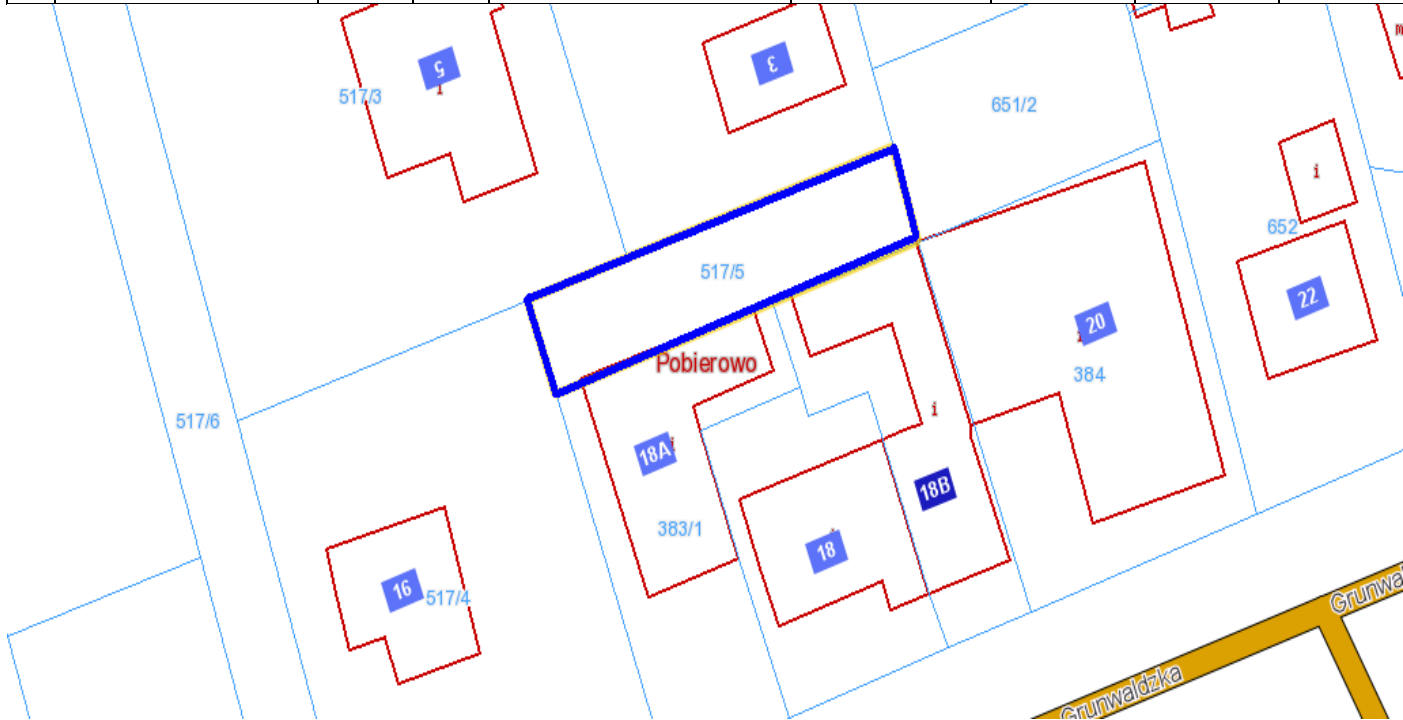 5
3
m
517/3
i
651/2
i
652
517/5
22
20
i
Pobierowo
384
517/6
i
18A
i
18B
383/1
18
i
16
517/4
Grunwa
Grunwaldzka